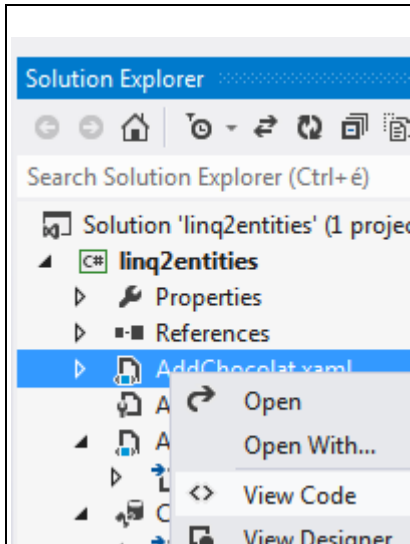 Solution Explorer
Search Solution Explorer (Ctrl+é)
Solution 'linq2entities' (1
C# linq2entities
Properties
References
AddChocolat.xaml
A
Open
A
Open With...
View Code
C
View Designer